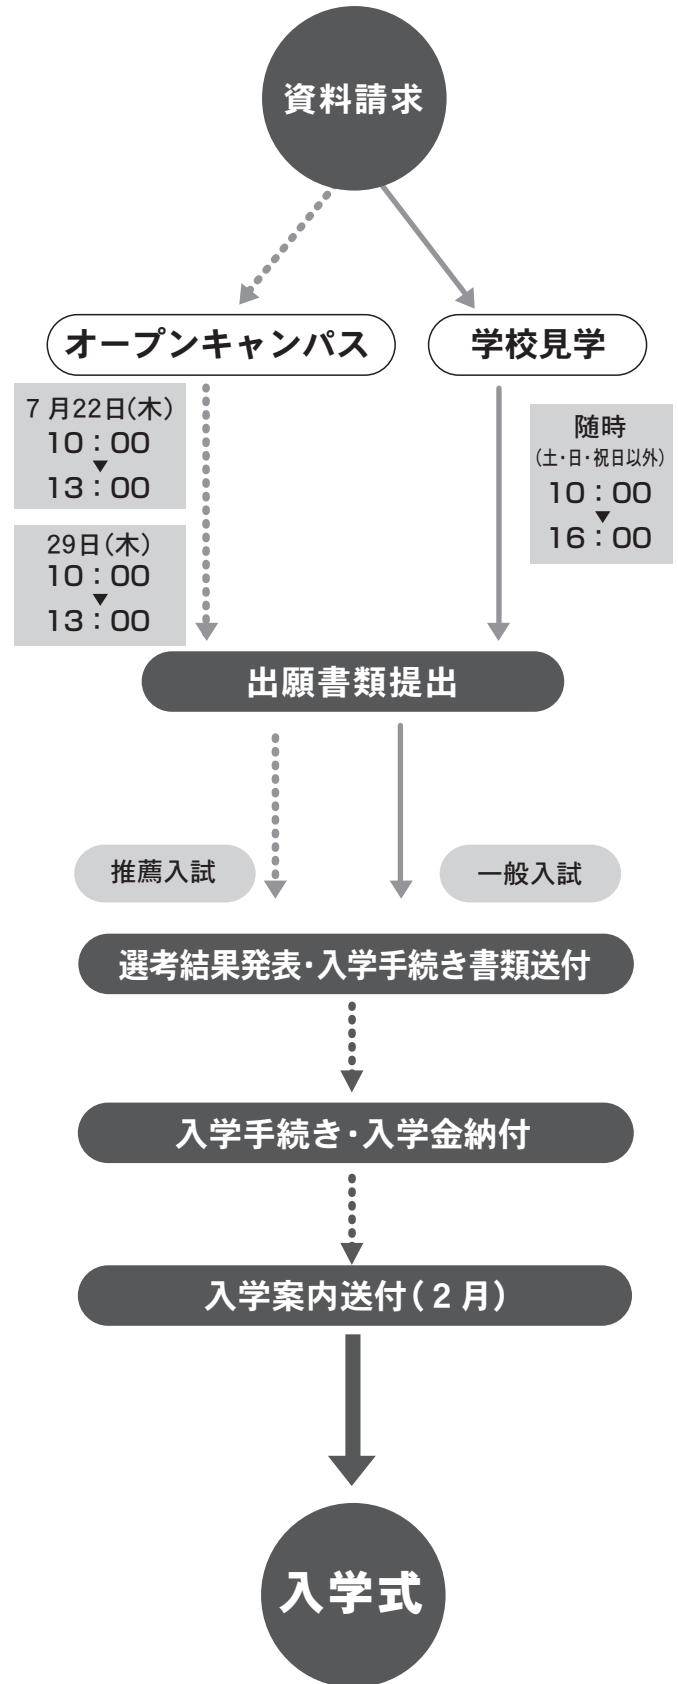 資料請求
オープンキャンパス
学校見学
7月22日(木)
10:00
▼
13:00
29日(木)
10:00
▼
13:00
随時
(土・日・祝日以外)
10:00
▼
16:00
出願書類提出
推薦入試
一般入試
選考結果発表・入学手続き書類送付
入学手続き・入学金納付
入学案内送付(2月)
入学式